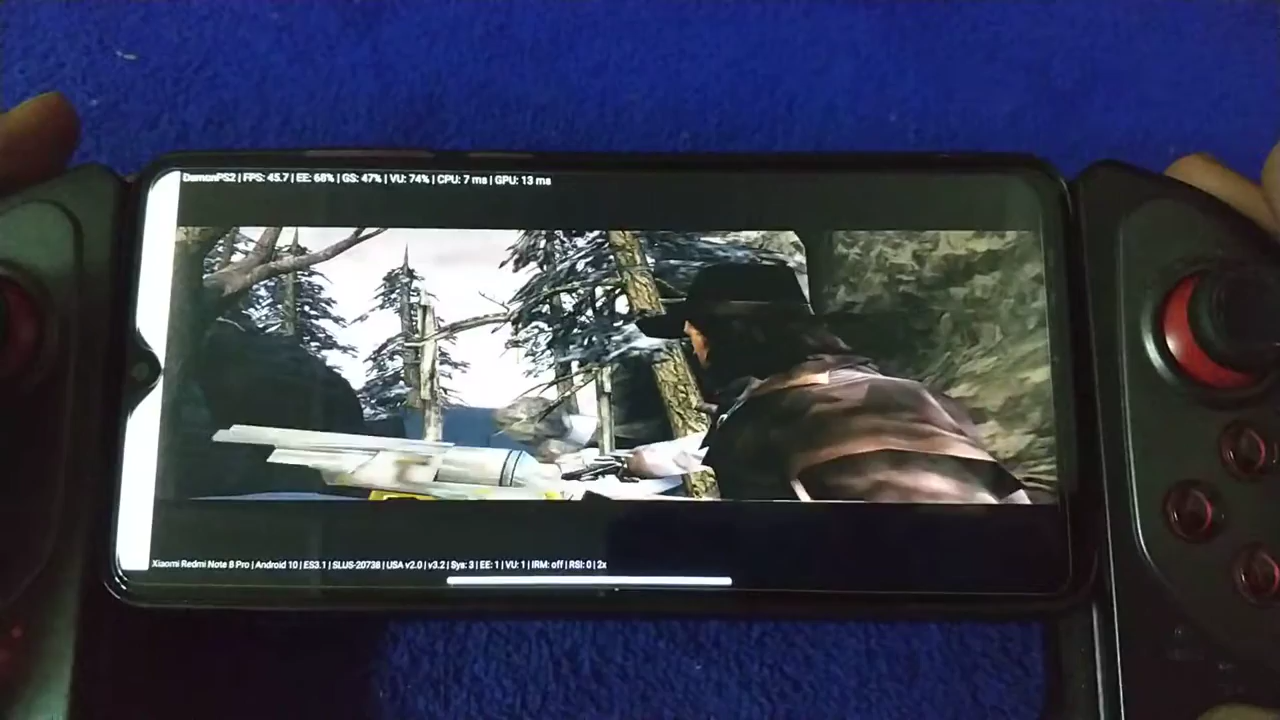 DamonPS2 | FPS: 45.7 | EE: 68% | GS: 47% | VU: 74% | CPU: 7 ms | GPU: 13 ms
Xiaomi Redmi Note 8 Pro | Android 10 | ES3.1 | SLUS-20738 | USA v2.0 | v3.2 | Sys: 3 | EE: 1 | VU: 1 | IRM: off | RSI: 0 | 2x